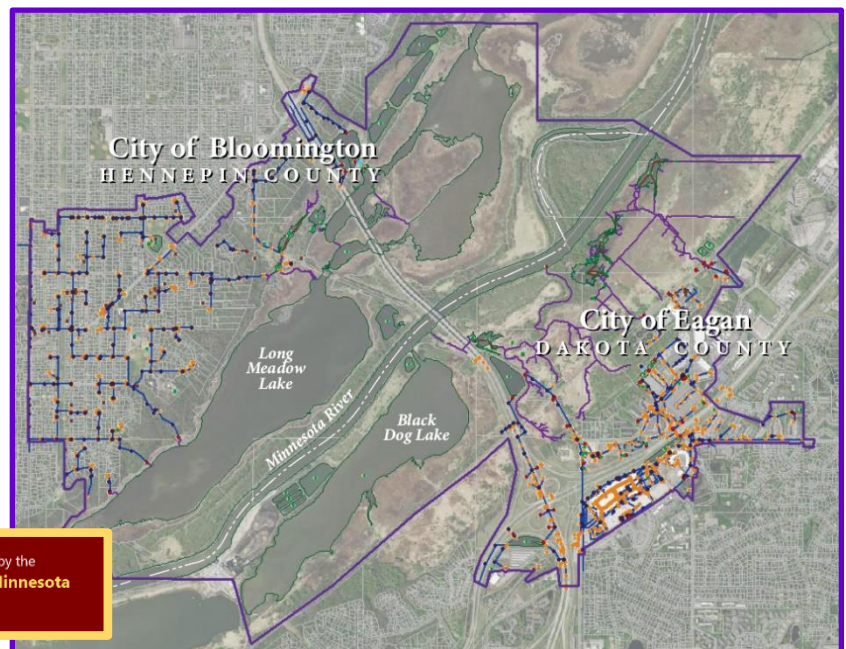 City of Bloomington
HENNEPIN COUNTY
City of Eagan
DAKOTA COUNTY
Long
Meadow
Lake
Minnesota River
Black
Dog Lake
by the
Minnesota